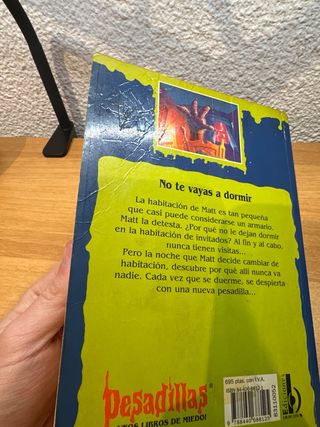 No te vayas a dormir
La habitación de Matt es tan pequeña
que casi puede considerarse un armario.
Matt la detesta. ¿Por qué no le dejan dormir
en la habitación de invitados? Al fin y al cabo,
nunca tienen visitas...
Pero la noche que Matt decide cambiar de
habitación, descubre por qué allí nunca va
nadie. Cada vez que se duerme, se despierta
con una nueva pesadilla...
Pesadillas
LIBROS DE MIEDO!
695 ptas. con I.V.A.
Ediciones
B
83110052